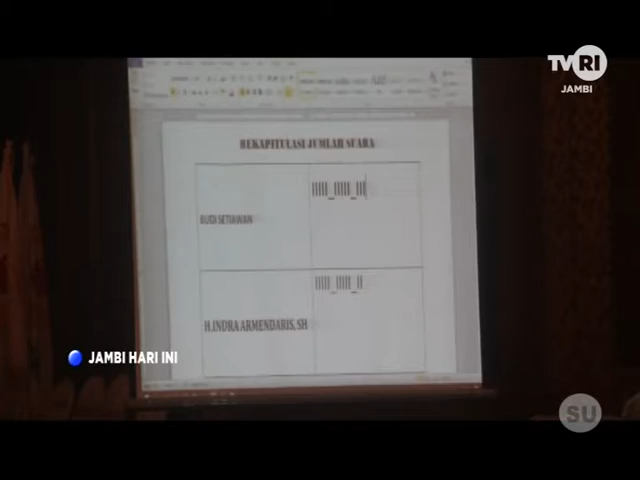 TVRI
JAMBI
REKAPITULASI JUMLAH SUARA
|||||_|||||_|||
BUDI SETIAWAN
|||||_|||||_||
H.INDRA ARMENDARIS, SH
JAMBI HARI INI
SU